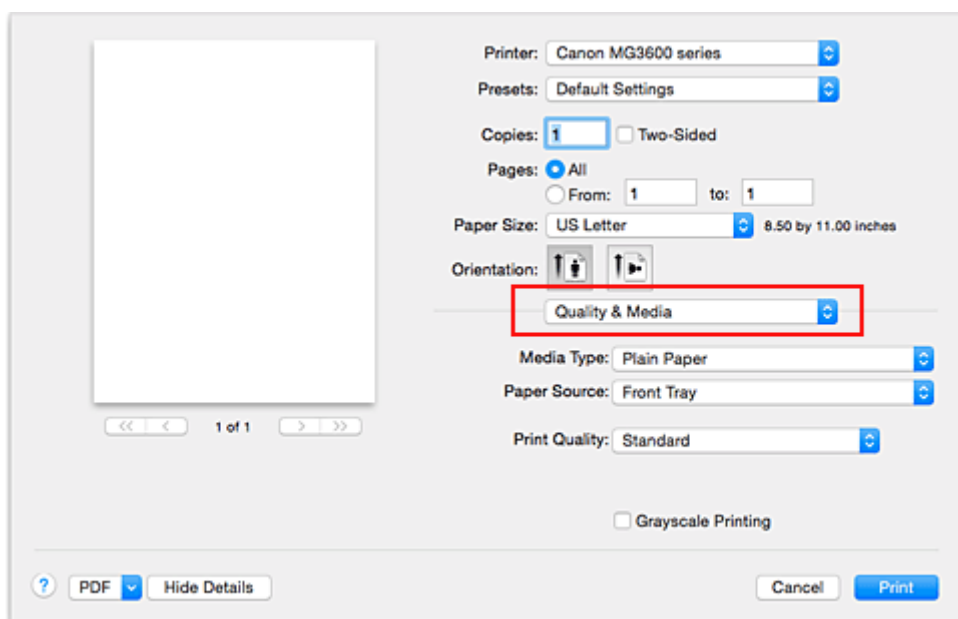 Printer: Canon MG3600 series
Presets: Default Settings
Copies: 1 Two-Sided
Pages: All
From: 1 to: 1
Paper Size: US Letter 8.50 by 11.00 inches
Orientation:
Quality & Media
Media Type: Plain Paper
Paper Source: Front Tray
1 of 1
Print Quality: Standard
Grayscale Printing
? PDF Hide Details Cancel Print